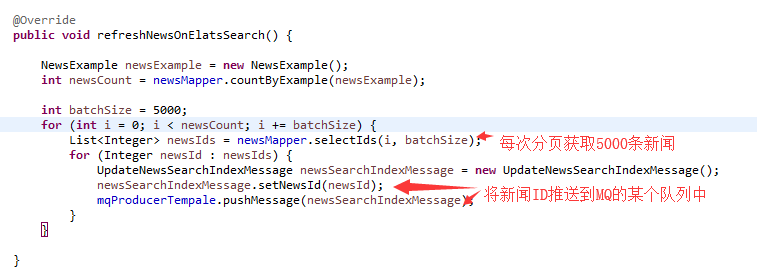 @Override
public void refreshNewsOnElatsSearch() {
NewsExample newsExample = new NewsExample();
int newsCount = newsMapper.countByExample(newsExample);
int batchSize = 5000;
for (int i = 0; i < newsCount; i += batchSize) {
List<Integer> newsIds = newsMapper.selectIds(i, batchSize);
每次分页获取5000条新闻
for (Integer newsId : newsIds) {
UpdateNewsSearchIndexMessage newsSearchIndexMessage = new UpdateNewsSearchIndexMessage();
newsSearchIndexMessage.setNewsId(newsId);
将新闻ID推送到MQ的某个队列中
mqProducerTempale.pushMessage(newsSearchIndexMessage);
}
}
}